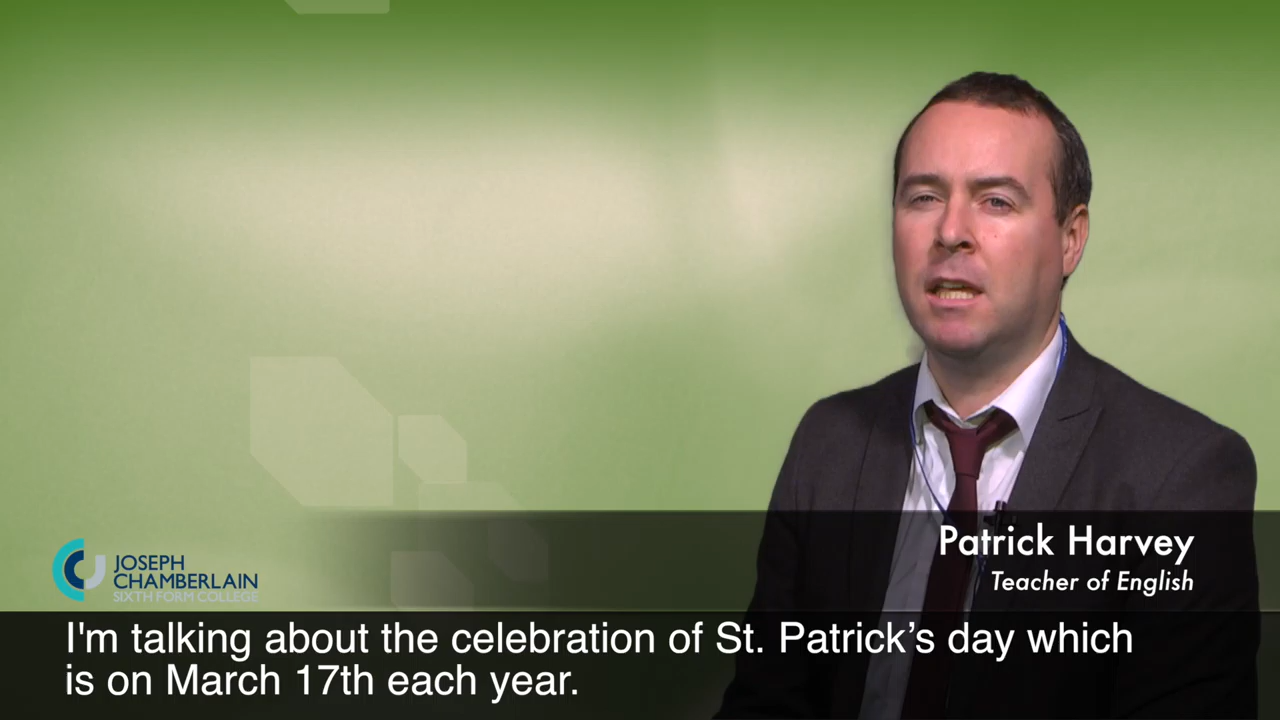 Patrick Harvey
Teacher of English
JOSEPH
CHAMBERLAIN
SIXTH FORM COLLEGE
I'm talking about the celebration of St. Patrick’s day which
is on March 17th each year.